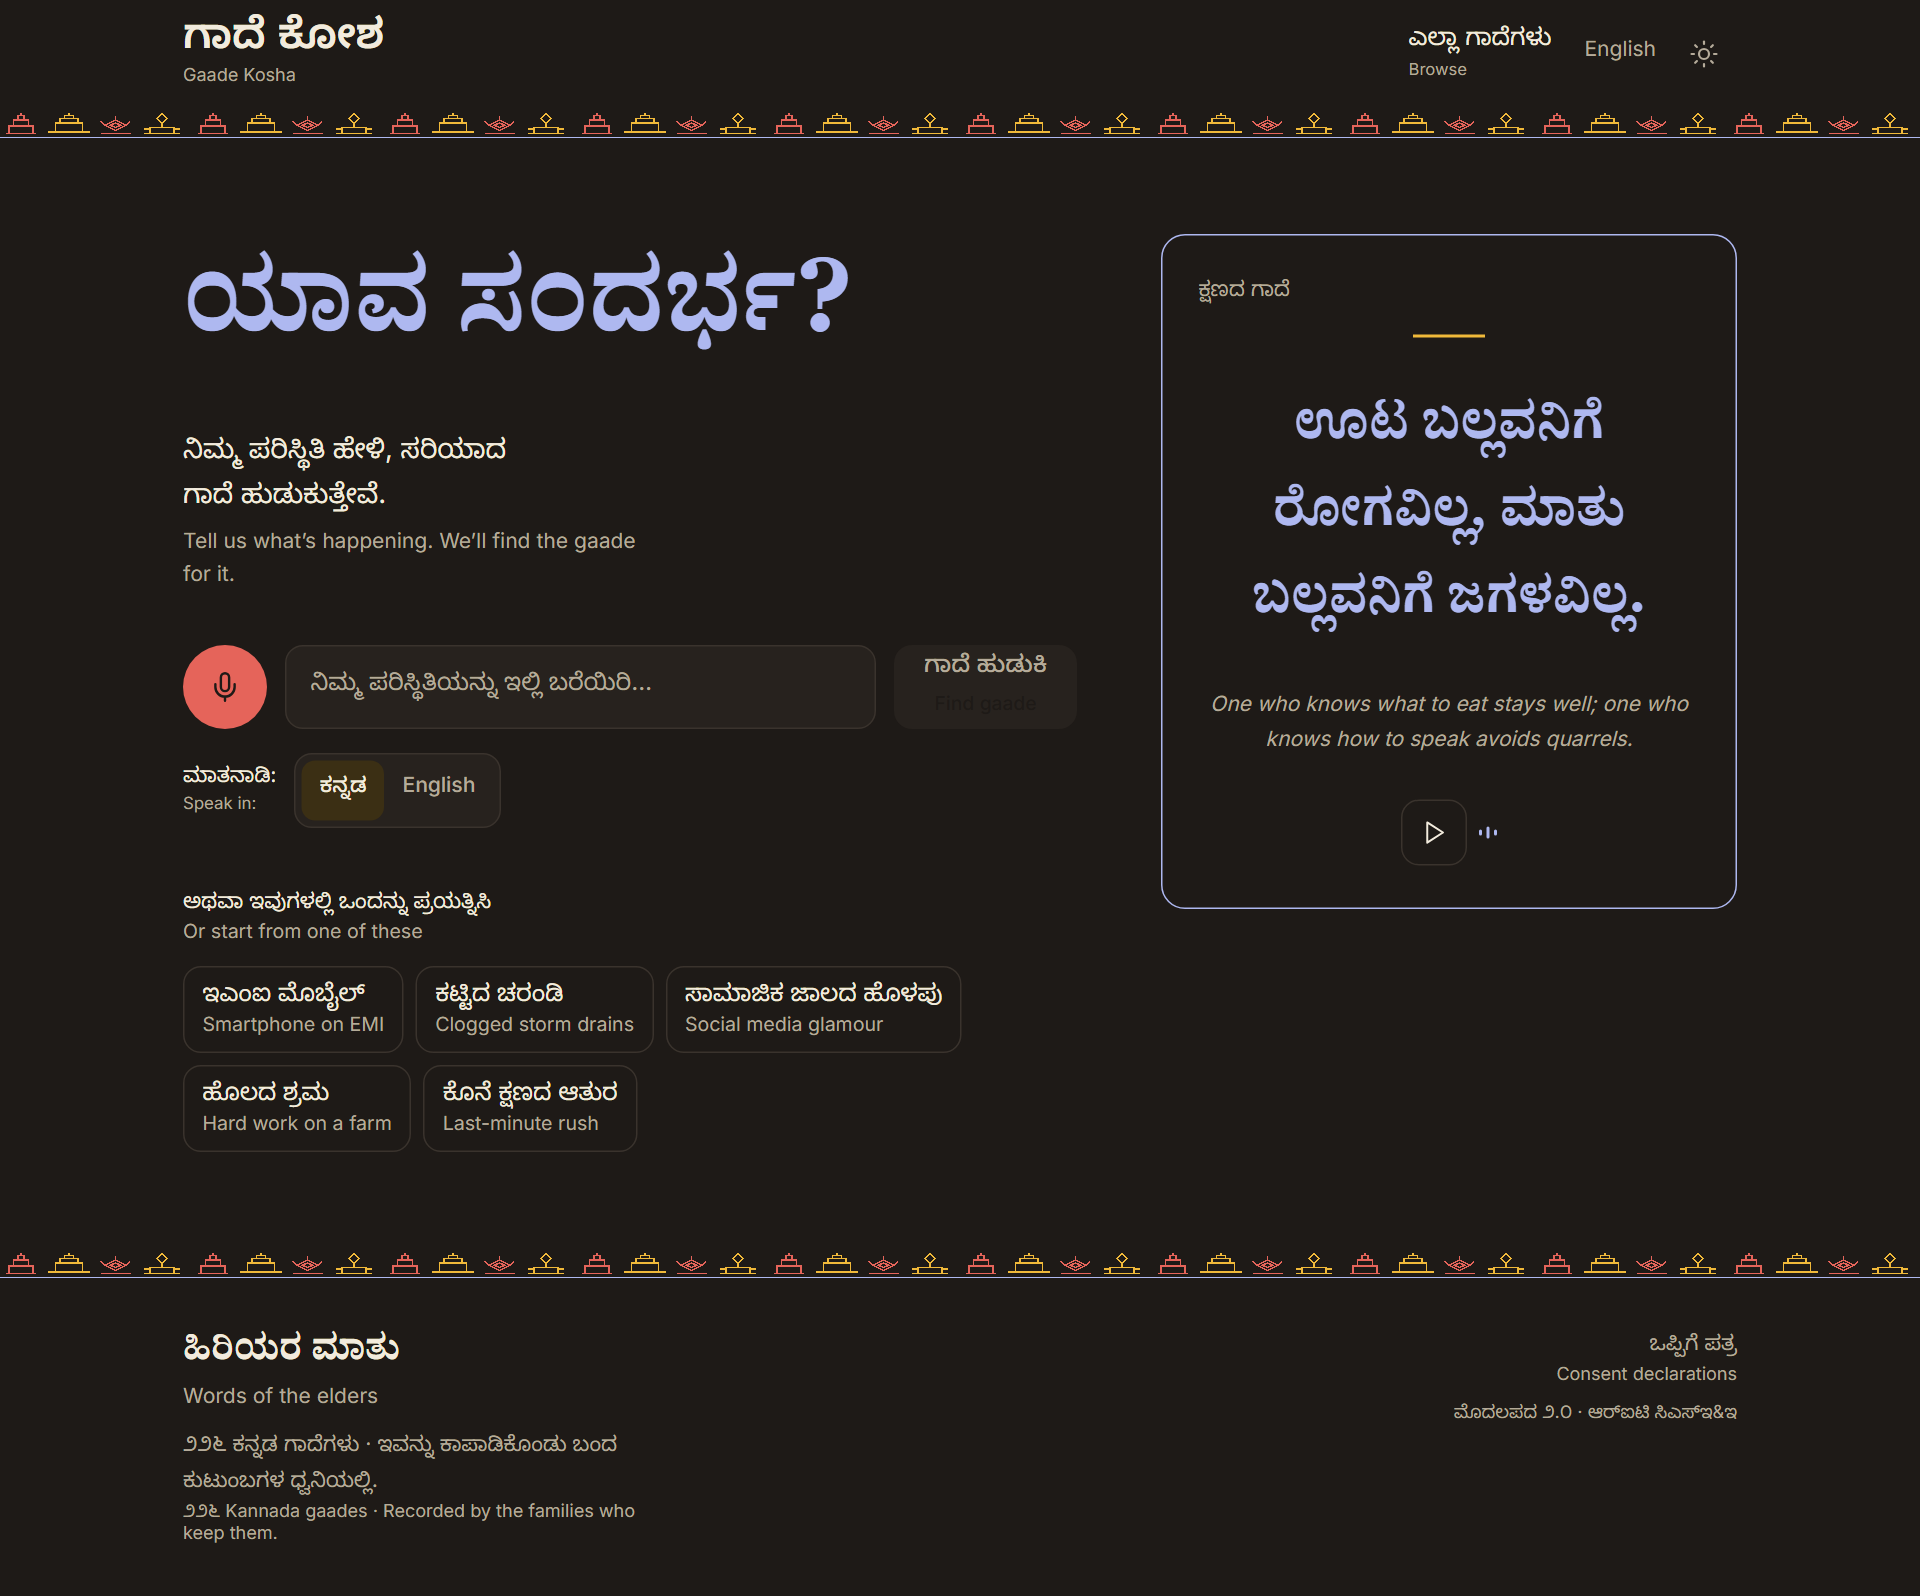 ಗಾದೆ ಕೋಶ
Gaade Kosha
ಎಲ್ಲಾ ಗಾದೆಗಳು
Browse
English
ಯಾವ ಸಂದರ್ಭ?
ನಿಮ್ಮ ಪರಿಸ್ಥಿತಿ ಹೇಳಿ, ಸರಿಯಾದ
ಗಾದೆ ಹುಡುಕುತ್ತೇವೆ.
Tell us what’s happening. We’ll find the gaade
for it.
ನಿಮ್ಮ ಪರಿಸ್ಥಿತಿಯನ್ನು ಇಲ್ಲಿ ಬರೆಯಿರಿ...
ಗಾದೆ ಹುಡುಕಿ
Find gaade
ಮಾತನಾಡಿ:
Speak in:
ಕನ್ನಡ
English
ಅಥವಾ ಇವುಗಳಲ್ಲಿ ಒಂದನ್ನು ಪ್ರಯತ್ನಿಸಿ
Or start from one of these
ಇಎಂಐ ಮೊಬೈಲ್
Smartphone on EMI
ಕಟ್ಟಿದ ಚರಂಡಿ
Clogged storm drains
ಸಾಮಾಜಿಕ ಜಾಲದ ಹೊಳಪು
Social media glamour
ಹೊಲದ ಶ್ರಮ
Hard work on a farm
ಕೊನೆ ಕ್ಷಣದ ಆತುರ
Last-minute rush
ಕ್ಷಣದ ಗಾದೆ
ಊಟ ಬಲ್ಲವನಿಗೆ
ರೋಗವಿಲ್ಲ, ಮಾತು
ಬಲ್ಲವನಿಗೆ ಜಗಳವಿಲ್ಲ.
One who knows what to eat stays well; one who
knows how to speak avoids quarrels.
ಹಿರಿಯರ ಮಾತು
Words of the elders
೨೨೬ ಕನ್ನಡ ಗಾದೆಗಳು · ಇವನ್ನು ಕಾಪಾಡಿಕೊಂಡು ಬಂದ
ಕುಟುಂಬಗಳ ಧ್ವನಿಯಲ್ಲಿ.
೨೨೬ Kannada gaades · Recorded by the families who
keep them.
ಒಪ್ಪಿಗೆ ಪತ್ರ
Consent declarations
ಮೊದಲಪದ ೨.0 · ಆರ್‌ಐಟಿ ಸಿಎಸ್‌ಇ&ಇ